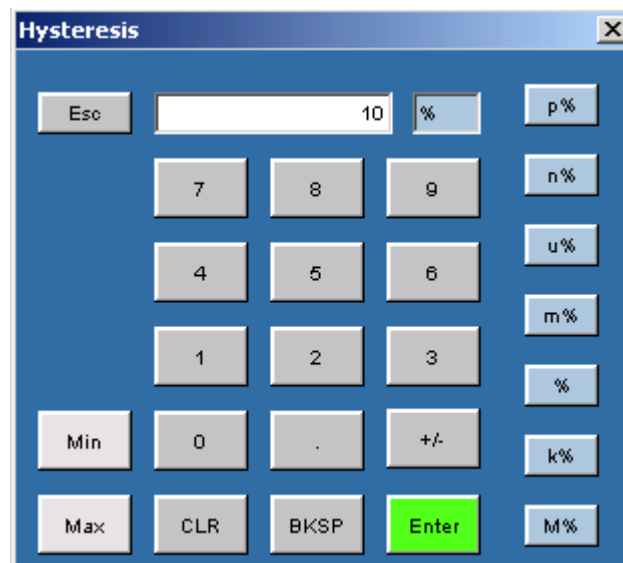 Hysteresis
Esc 10 % p%
7 8 9 n%
4 5 6 u%
m%
1 2 3 %
Min 0 . +/- k%
Max CLR BKSP Enter M%